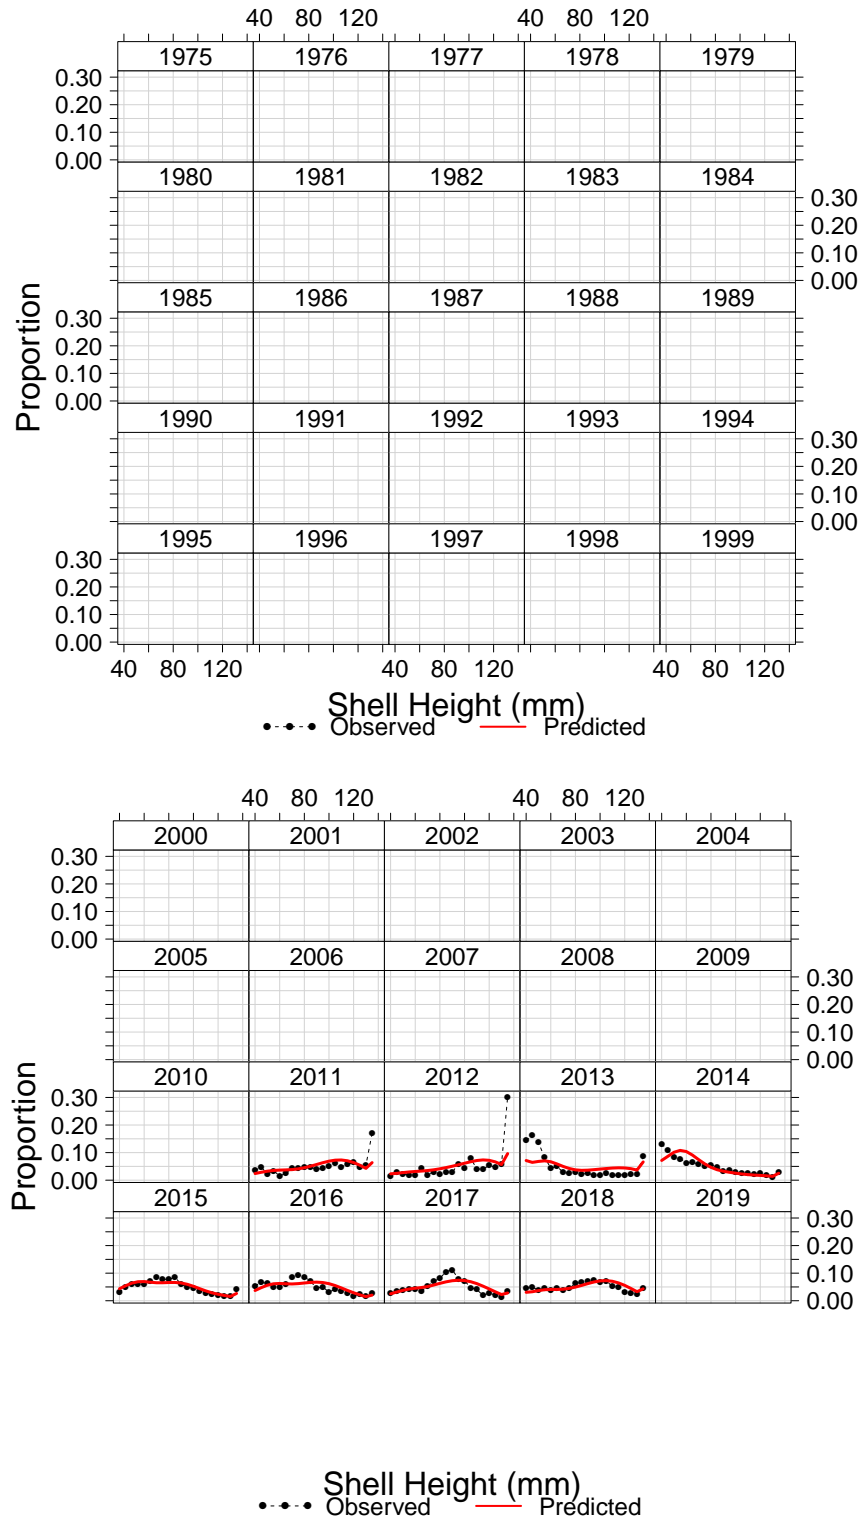 40 80 120 40 80 120
1975 1976 1977 1978 1979
0.30
0.20
0.10
0.00
1980 1981 1982 1983 1984
0.30
0.20
0.10
0.00
1985 1986 1987 1988 1989
0.30
0.20
0.10
0.00
Proportion
1990 1991 1992 1993 1994
0.30
0.20
0.10
0.00
1995 1996 1997 1998 1999
0.30
0.20
0.10
0.00
40 80 120 40 80 120 40 80 120
Shell Height (mm)
Observed Predicted
40 80 120 40 80 120
2000 2001 2002 2003 2004
0.30
0.20
0.10
0.00
2005 2006 2007 2008 2009
0.30
0.20
0.10
0.00
2010 2011 2012 2013 2014
0.30
0.20
0.10
0.00
Proportion
2015 2016 2017 2018 2019
0.30
0.20
0.10
0.00
Shell Height (mm)
Observed Predicted